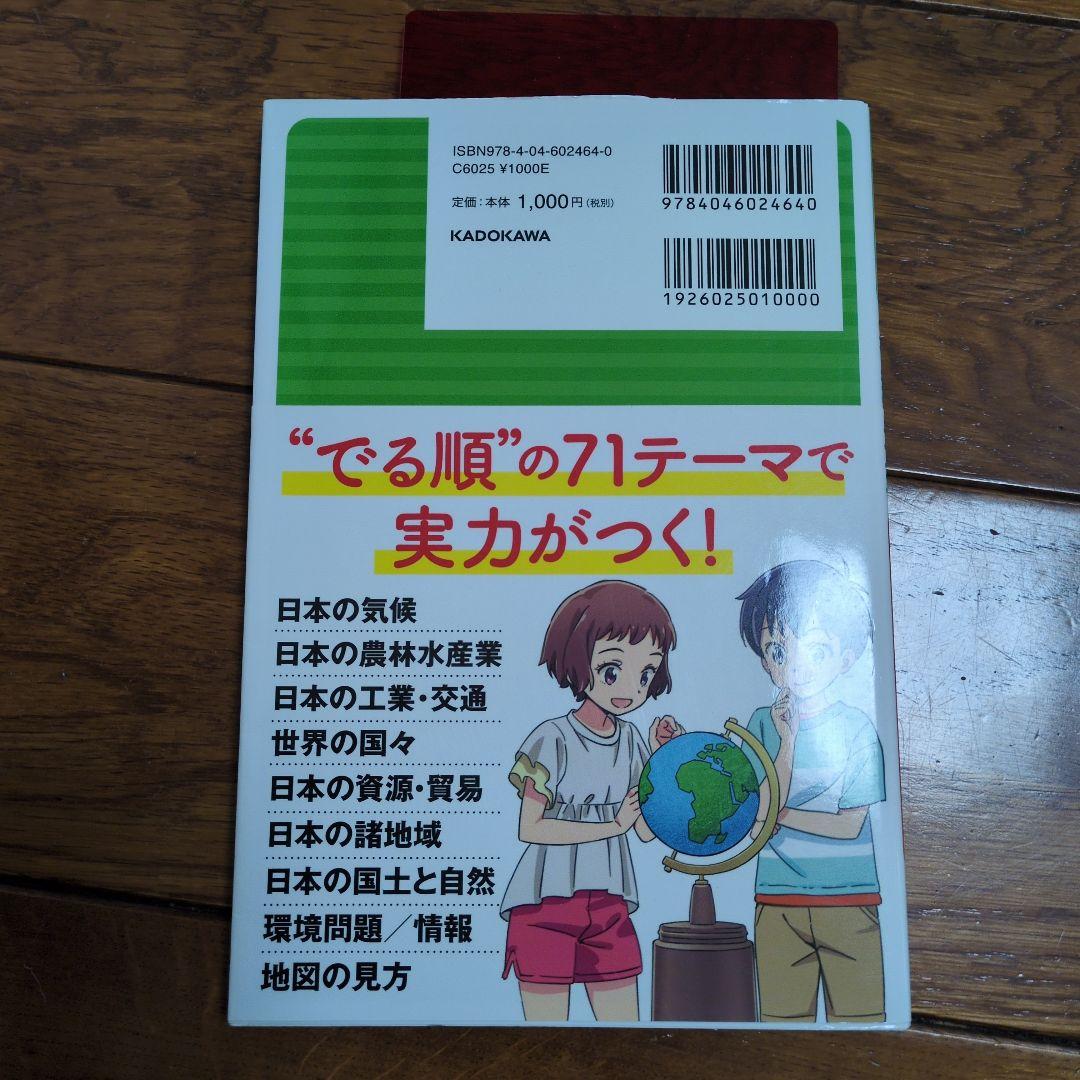 ISBN978-4-04-602464-0
C6025 ¥1000E
定価：本体 1,000円（税別）
KADOKAWA
9784046024640
1926025010000
“でる順”の71テーマで
実力がつく！
日本の気候
日本の農林水産業
日本の工業・交通
世界の国々
日本の資源・貿易
日本の諸地域
日本の国土と自然
環境問題／情報
地図の見方